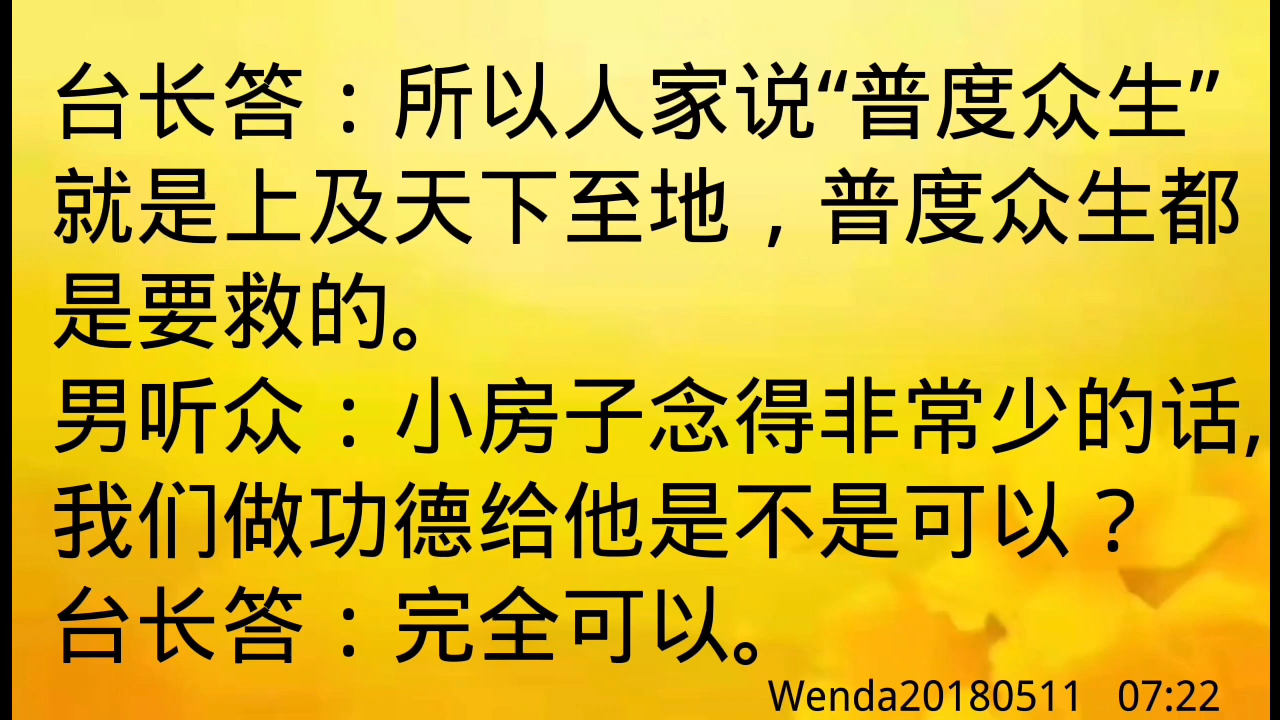 台长答：所以人家说“普度众生”
就是上及天下至地，普度众生都
是要救的。
男听众：小房子念得非常少的话,
我们做功德给他是不是可以？
台长答：完全可以。
Wenda20180511 07:22